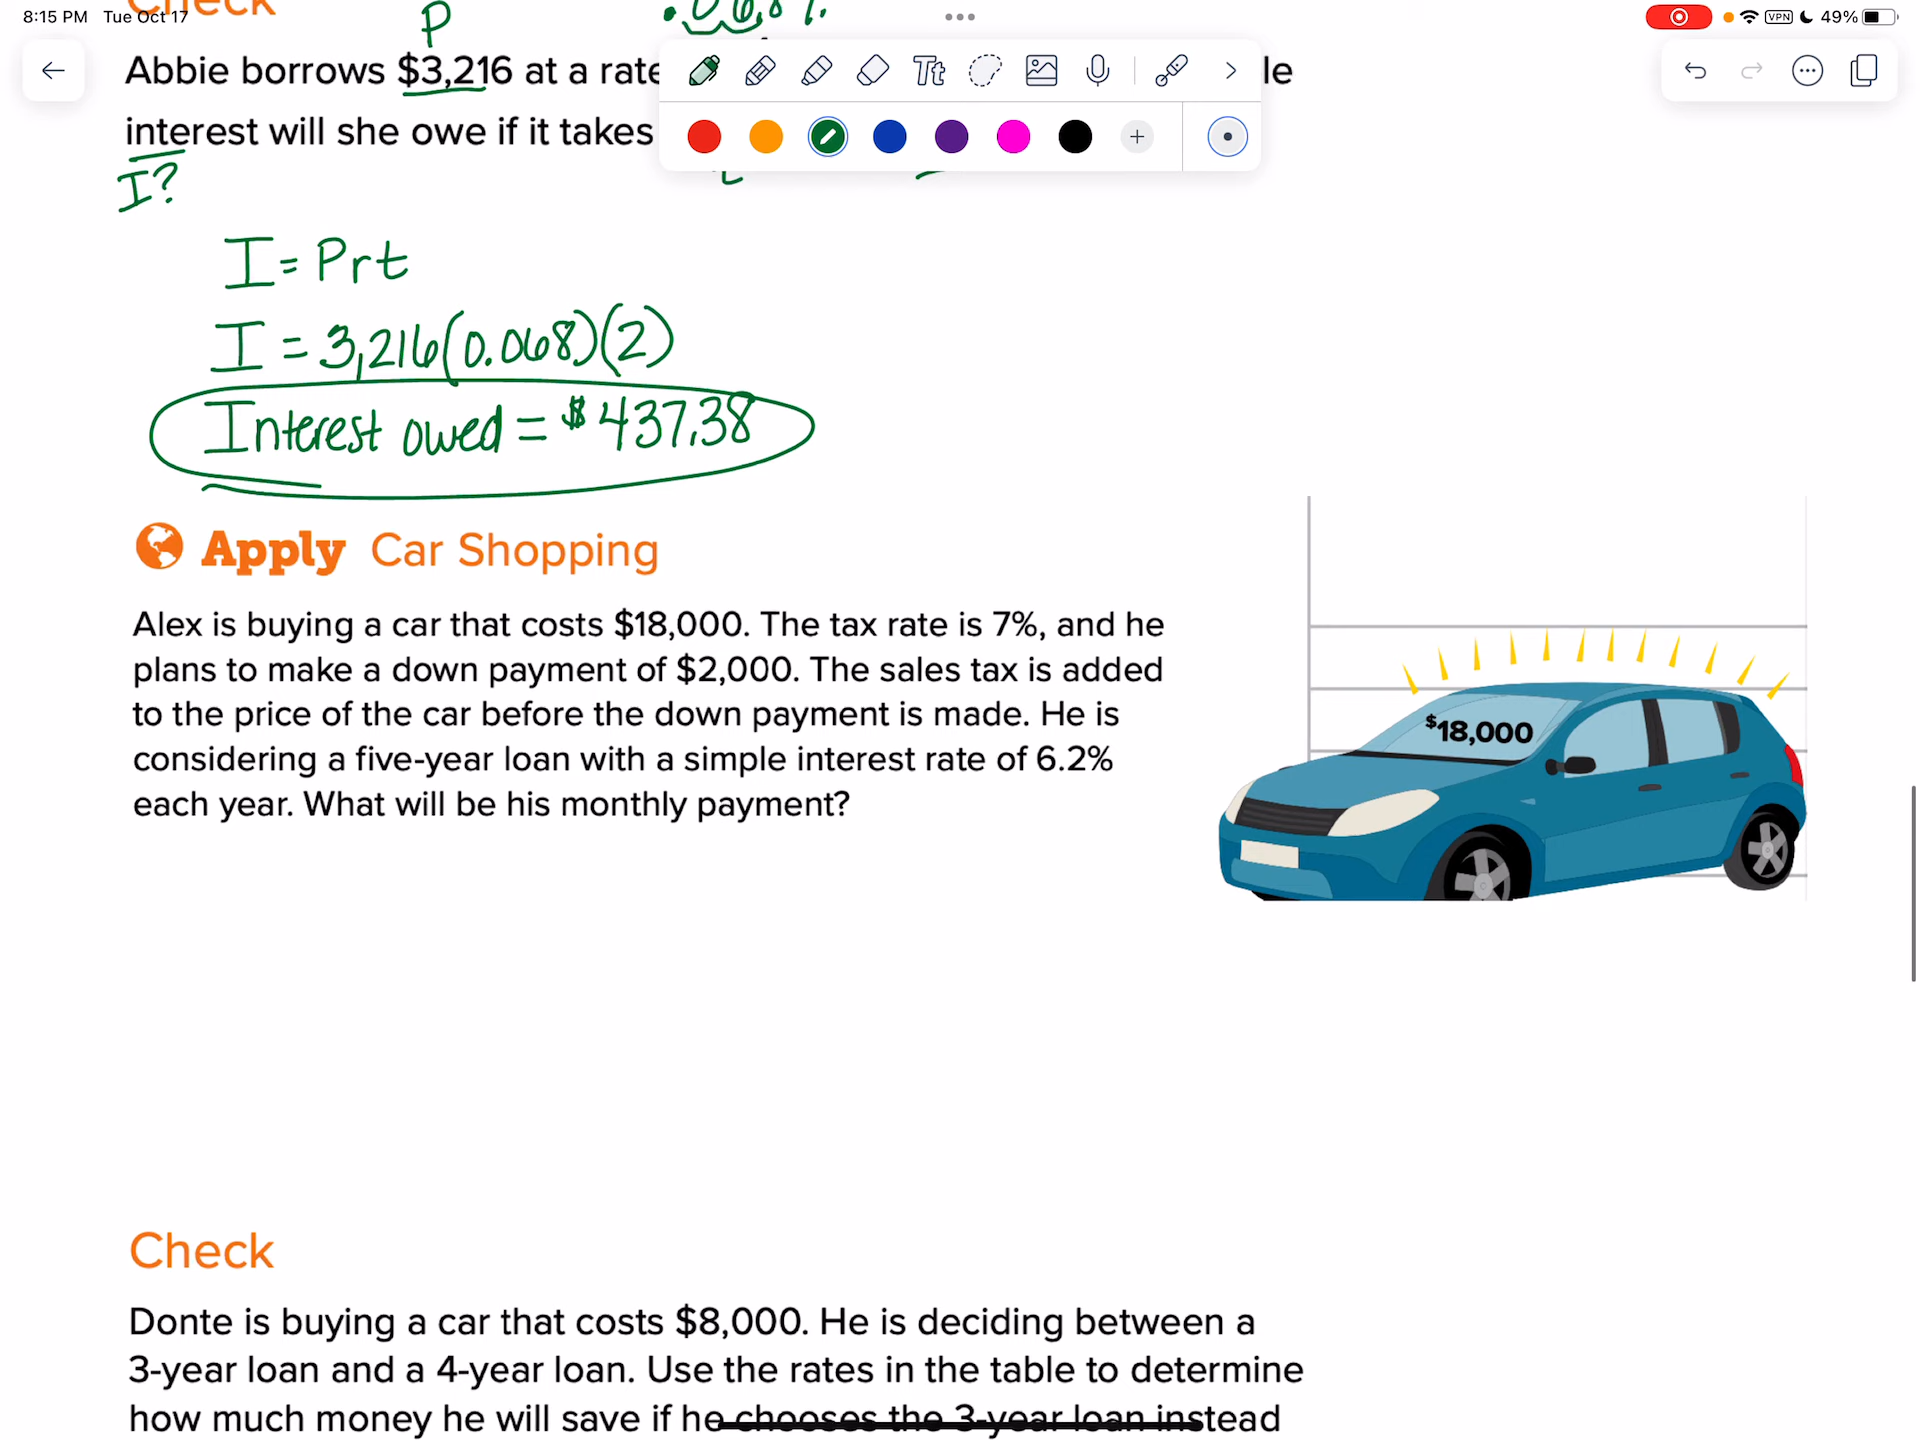 8:15 PM Tue Oct 17
49%
VPN
P
Abbie borrows $3,216 at a rate
le
interest will she owe if it takes
I?
Tt
I = Prt
I = 3,216(0.068)(2)
Interest owed = $437.38
Apply Car Shopping
Alex is buying a car that costs $18,000. The tax rate is 7%, and he
plans to make a down payment of $2,000. The sales tax is added
to the price of the car before the down payment is made. He is
considering a five-year loan with a simple interest rate of 6.2%
each year. What will be his monthly payment?
$18,000
Check
Donte is buying a car that costs $8,000. He is deciding between a
3-year loan and a 4-year loan. Use the rates in the table to determine
how much money he will save if he chooses the 3-year loan instead